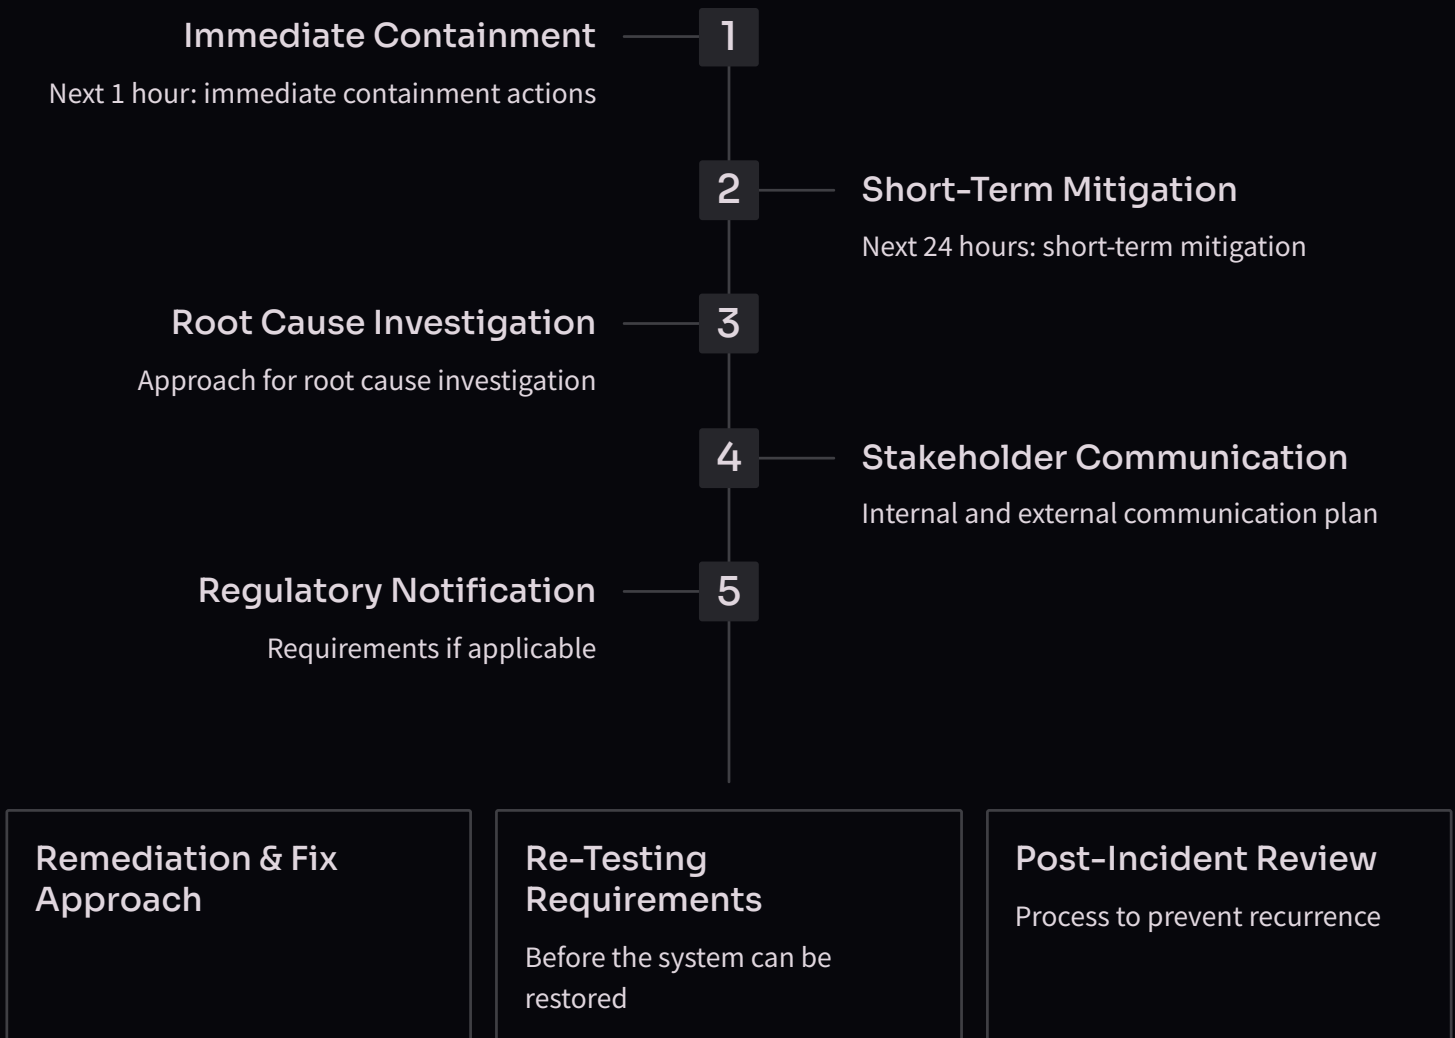 Immediate Containment
1
Next 1 hour: immediate containment actions
2
Short-Term Mitigation
Next 24 hours: short-term mitigation
Root Cause Investigation
3
Approach for root cause investigation
4
Stakeholder Communication
Internal and external communication plan
Regulatory Notification
5
Requirements if applicable
Remediation & Fix
Approach
Re-Testing
Requirements
Before the system can be
restored
Post-Incident Review
Process to prevent recurrence